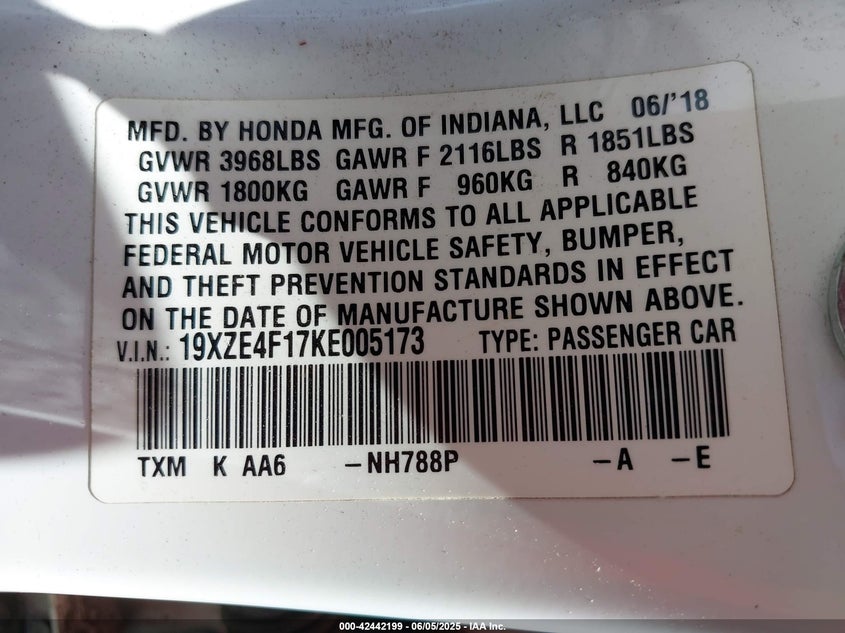 MFD. BY HONDA MFG. OF INDIANA, LLC 06/'18
GVWR 3968LBS GAWR F 2116LBS R 1851LBS
GVWR 1800KG GAWR F 960KG R 840KG
THIS VEHICLE CONFORMS TO ALL APPLICABLE
FEDERAL MOTOR VEHICLE SAFETY, BUMPER,
AND THEFT PREVENTION STANDARDS IN EFFECT
ON THE DATE OF MANUFACTURE SHOWN ABOVE.
V.I.N.: 19XZE4F17KE005173 TYPE: PASSENGER CAR
TXM K AA6 -NH788P -A -E
000-42442199 - 06/05/2025 - IAA Inc.